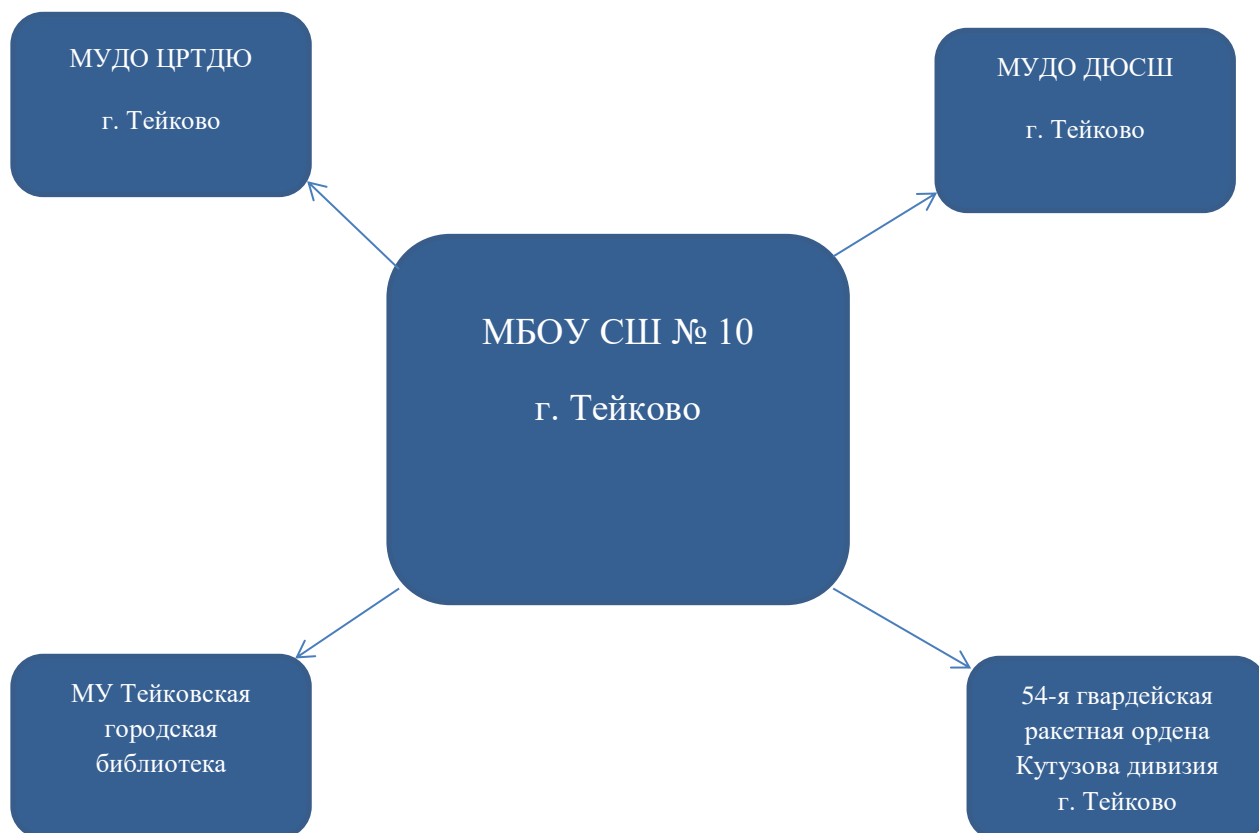 МУДО ЦРТДЮ
г. Тейково
МУДО ДЮСШ
г. Тейково
МБОУ СШ № 10
г. Тейково
МУ Тейковская
городская
библиотека
54-я гвардейская
ракетная ордена
Кутузова дивизия
г. Тейково